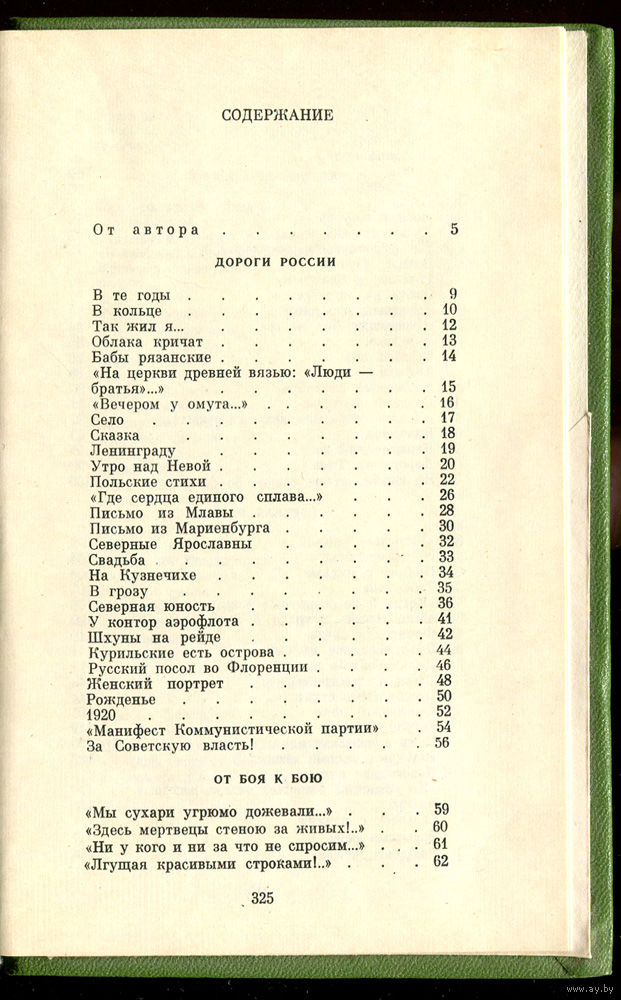 СОДЕРЖАНИЕ
От автора . . . . . . . 5
ДОРОГИ РОССИИ
В те годы . . . . . . . . 9
В кольце . . . . . . . . 10
Так жил я... . . . . . . . 12
Облака кричат . . . . . . . 13
Бабы рязанские . . . . . . . 14
«На церкви древней вязью: «Люди —
братья»...» . . . . . . . 15
«Вечером у омута...» . . . . . . 16
Село . . . . . . . . . 17
Сказка . . . . . . . . 18
Ленинграду . . . . . . . 19
Утро над Невой . . . . . . . 20
Польские стихи . . . . . . . 22
«Где сердца единого сплава...» . . . 26
Письмо из Млавы . . . . . . 28
Письмо из Мариенбурга . . . . . 30
Северные Ярославны . . . . . 32
Свадьба . . . . . . . . . 33
На Кузнечихе . . . . . . . 34
В грозу . . . . . . . . 35
Северная юность . . . . . . 36
У контор аэрофлота . . . . . . 41
Шхуны на рейде . . . . . . 42
Курильские есть острова . . . . . 44
Русский посол во Флоренции . . . . 46
Женский портрет . . . . . . 48
Рожденье . . . . . . . . 50
1920 . . . . . . . . . 52
«Манифест Коммунистической партии» . 54
За Советскую власть! . . . . . 56
ОТ БОЯ К БОЮ
«Мы сухари угрюмо дожевали...» . . . 59
«Здесь мертвецы стеною за живых!..» . . 60
«Ни у кого и ни за что не спросим...» . . . 61
«Лгущая красивыми строками!..» . . . 62
325
www.ay.by